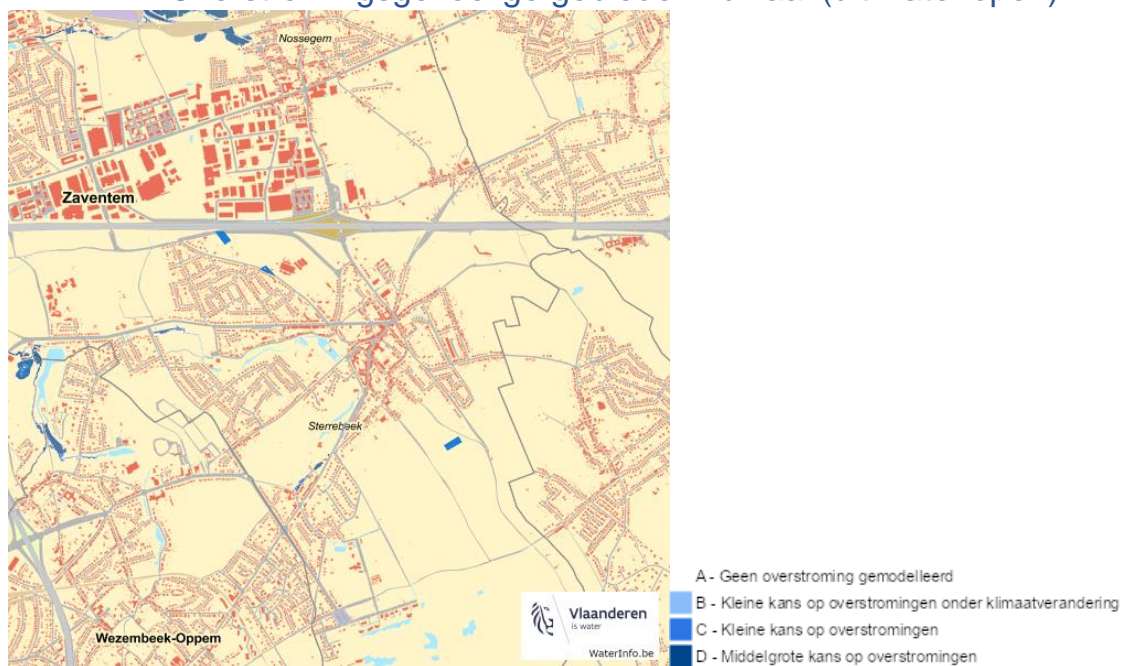 Nossegem
Zaventem
Sterrebeek
Wezembeek-Oppem
Vlaanderen
is water
WaterInfo.be
A - Geen overstroming gemodelleerd
B - Kleine kans op overstromingen onder klimaatverandering
C - Kleine kans op overstromingen
D - Middelgrote kans op overstromingen